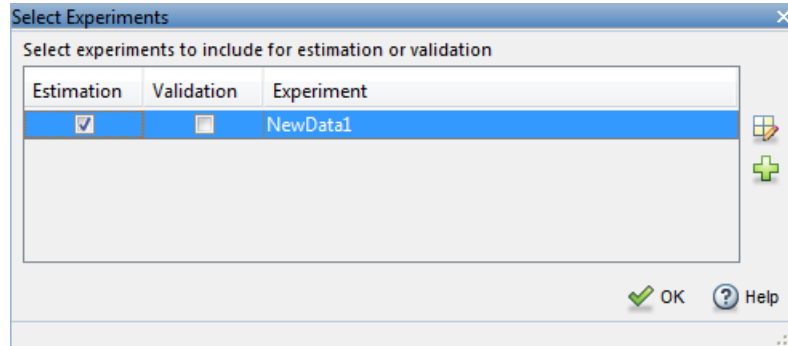 Select Experiments
Select experiments to include for estimation or validation
Estimation Validation Experiment
NewData1
OK Help